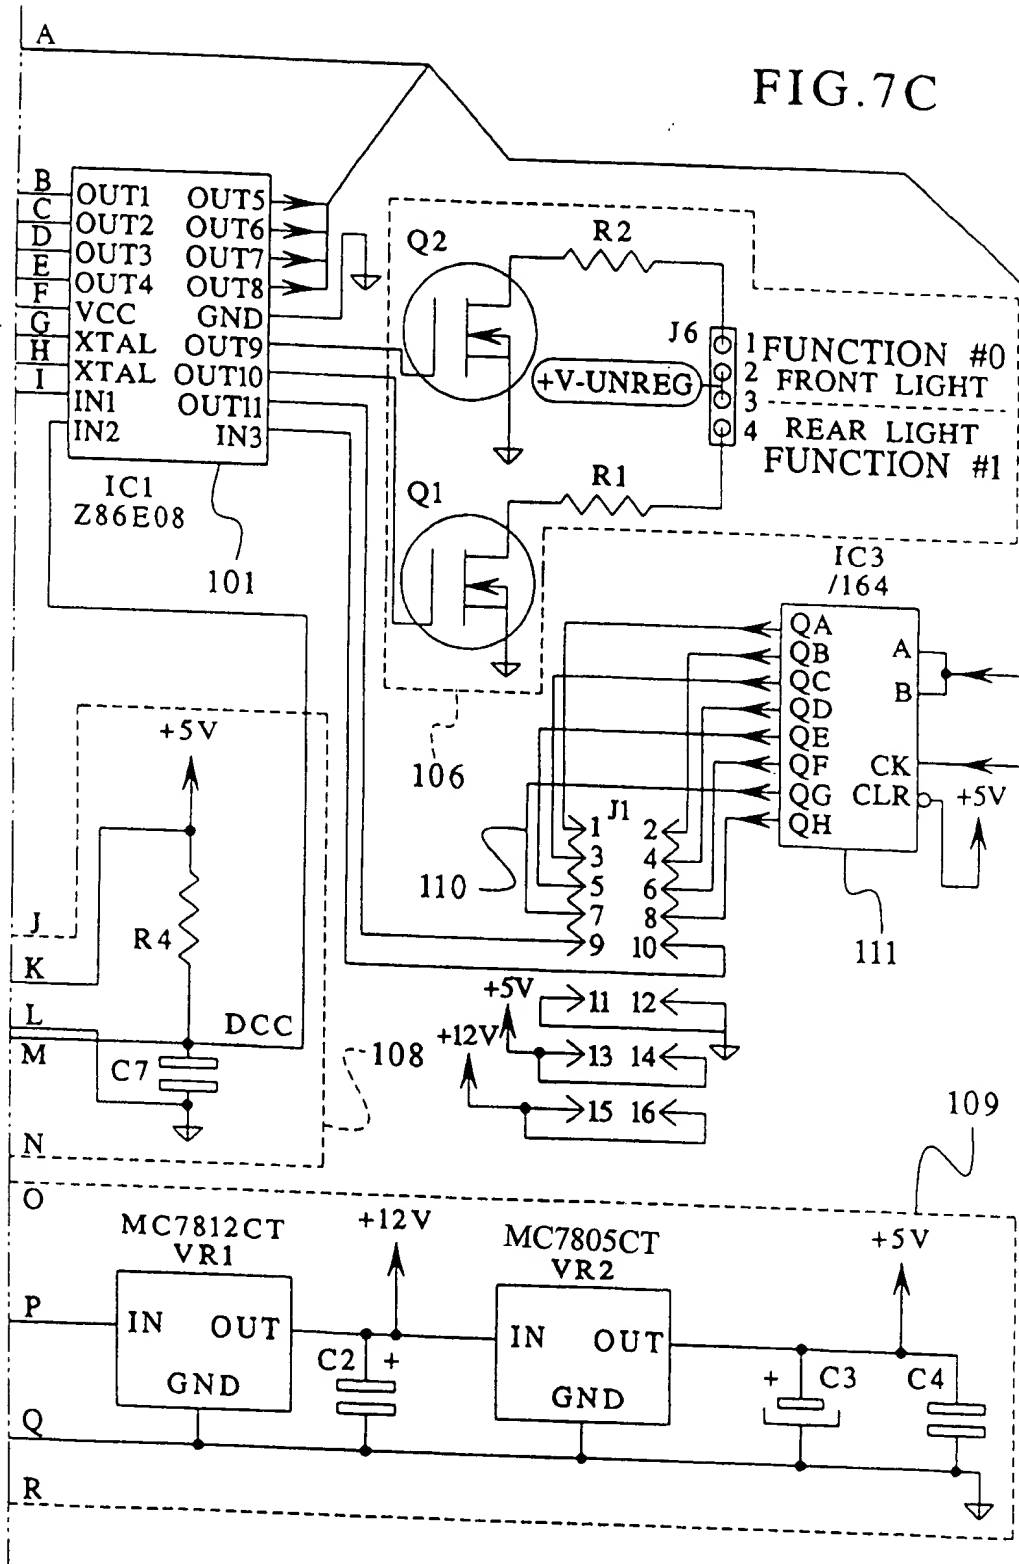 A
FIG.7C
B
C
D
E
F
G
H
I
OUT1
OUT2
OUT3
OUT4
VCC
XTAL
XTAL
IN1
IN2
OUT5
OUT6
OUT7
OUT8
GND
OUT9
OUT10
OUT11
IN3
IC1
Z86E08
101
Q2
R2
J6
1
2
3
4
+V-UNREG
FUNCTION #0
FRONT LIGHT
REAR LIGHT
FUNCTION #1
Q1
R1
106
IC3
/164
QA
QB
QC
QD
QE
QF
QG
QH
A
B
CK
CLR
+5V
111
J1
1 2
3 4
5 6
7 8
9 10
11 12
13 14
15 16
110
+5V
+12V
+5V
R4
DCC
C7
108
J
K
L
M
N
O
P
Q
R
109
MC7812CT
VR1
IN OUT
GND
+12V
C2 +
MC7805CT
VR2
IN OUT
GND
+5V
+ C3
C4